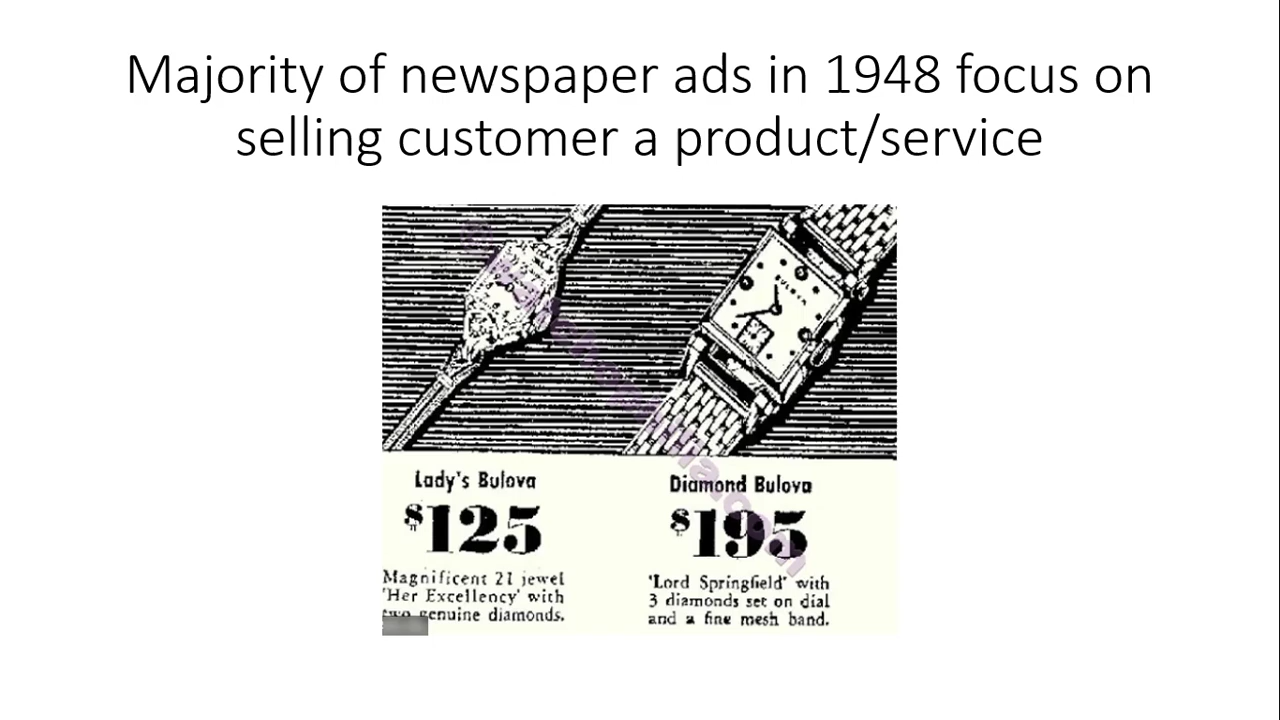 Majority of newspaper ads in 1948 focus on
selling customer a product/service
BULOVA
Lady's Bulova
$125
Magnificent 21 jewel
'Her Excellency' with
two genuine diamonds.
Diamond Bulova
$195
'Lord Springfield' with
3 diamonds set on dial
and a fine mesh band.